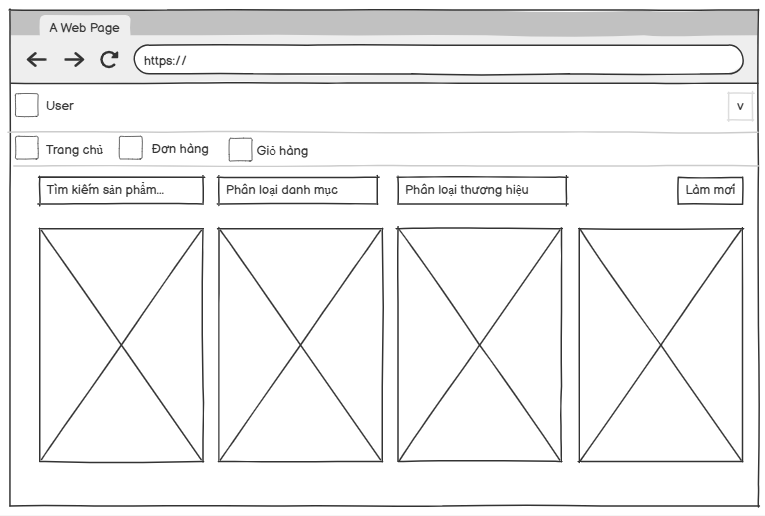 A Web Page
https://
User
v
Trang chủ
Đơn hàng
Giỏ hàng
Tìm kiếm sản phẩm...
Phân loại danh mục
Phân loại thương hiệu
Làm mới